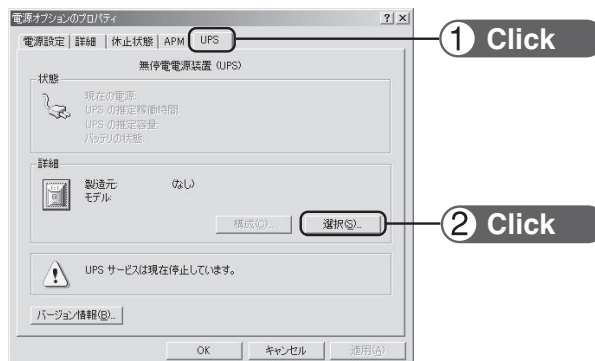 電源オプションのプロパティ
電源設定 詳細 休止状態 APM UPS
① Click
無停電電源装置 (UPS)
状態
現在の電源:
UPS の推定稼働時間:
UPS の推定容量:
バッテリの状態:
詳細
製造元: (なし)
モデル:
構成(C)... 選択(S)...
② Click
UPS サービスは現在停止しています。
バージョン情報(B)...
OK キャンセル 適用(A)